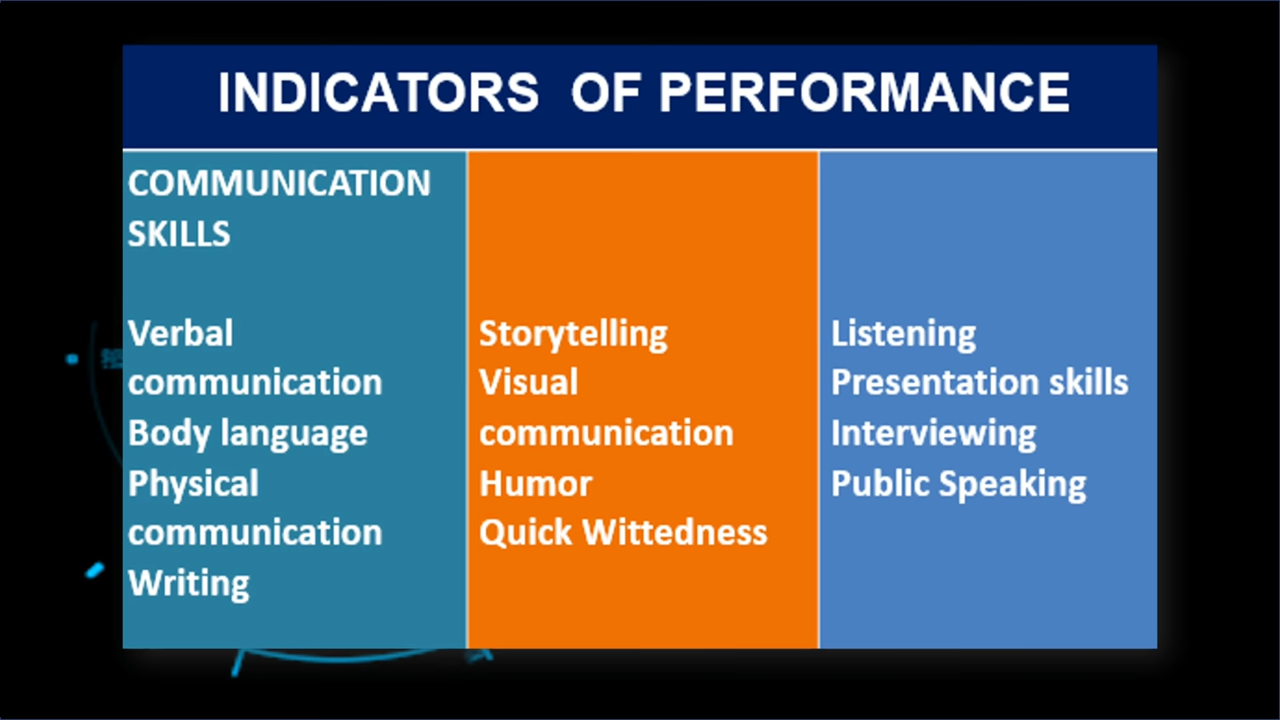 INDICATORS OF PERFORMANCE
COMMUNICATION
SKILLS
Verbal
communication
Body language
Physical
communication
Writing
Storytelling
Visual
communication
Humor
Quick Wittedness
Listening
Presentation skills
Interviewing
Public Speaking